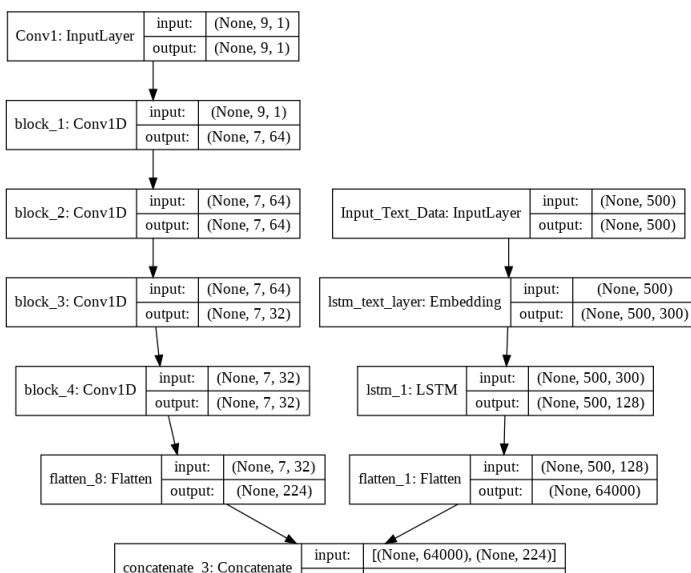 Conv1: InputLayer
input: (None, 9, 1)
output: (None, 9, 1)
block_1: Conv1D
input: (None, 9, 1)
output: (None, 7, 64)
block_2: Conv1D
input: (None, 7, 64)
output: (None, 7, 64)
Input_Text_Data: InputLayer
input: (None, 500)
output: (None, 500)
block_3: Conv1D
input: (None, 7, 64)
output: (None, 7, 32)
lstm_text_layer: Embedding
input: (None, 500)
output: (None, 500, 300)
block_4: Conv1D
input: (None, 7, 32)
output: (None, 7, 32)
lstm_1: LSTM
input: (None, 500, 300)
output: (None, 500, 128)
flatten_8: Flatten
input: (None, 7, 32)
output: (None, 224)
flatten_1: Flatten
input: (None, 500, 128)
output: (None, 64000)
concatenate_3: Concatenate
input: [(None, 64000), (None, 224)]